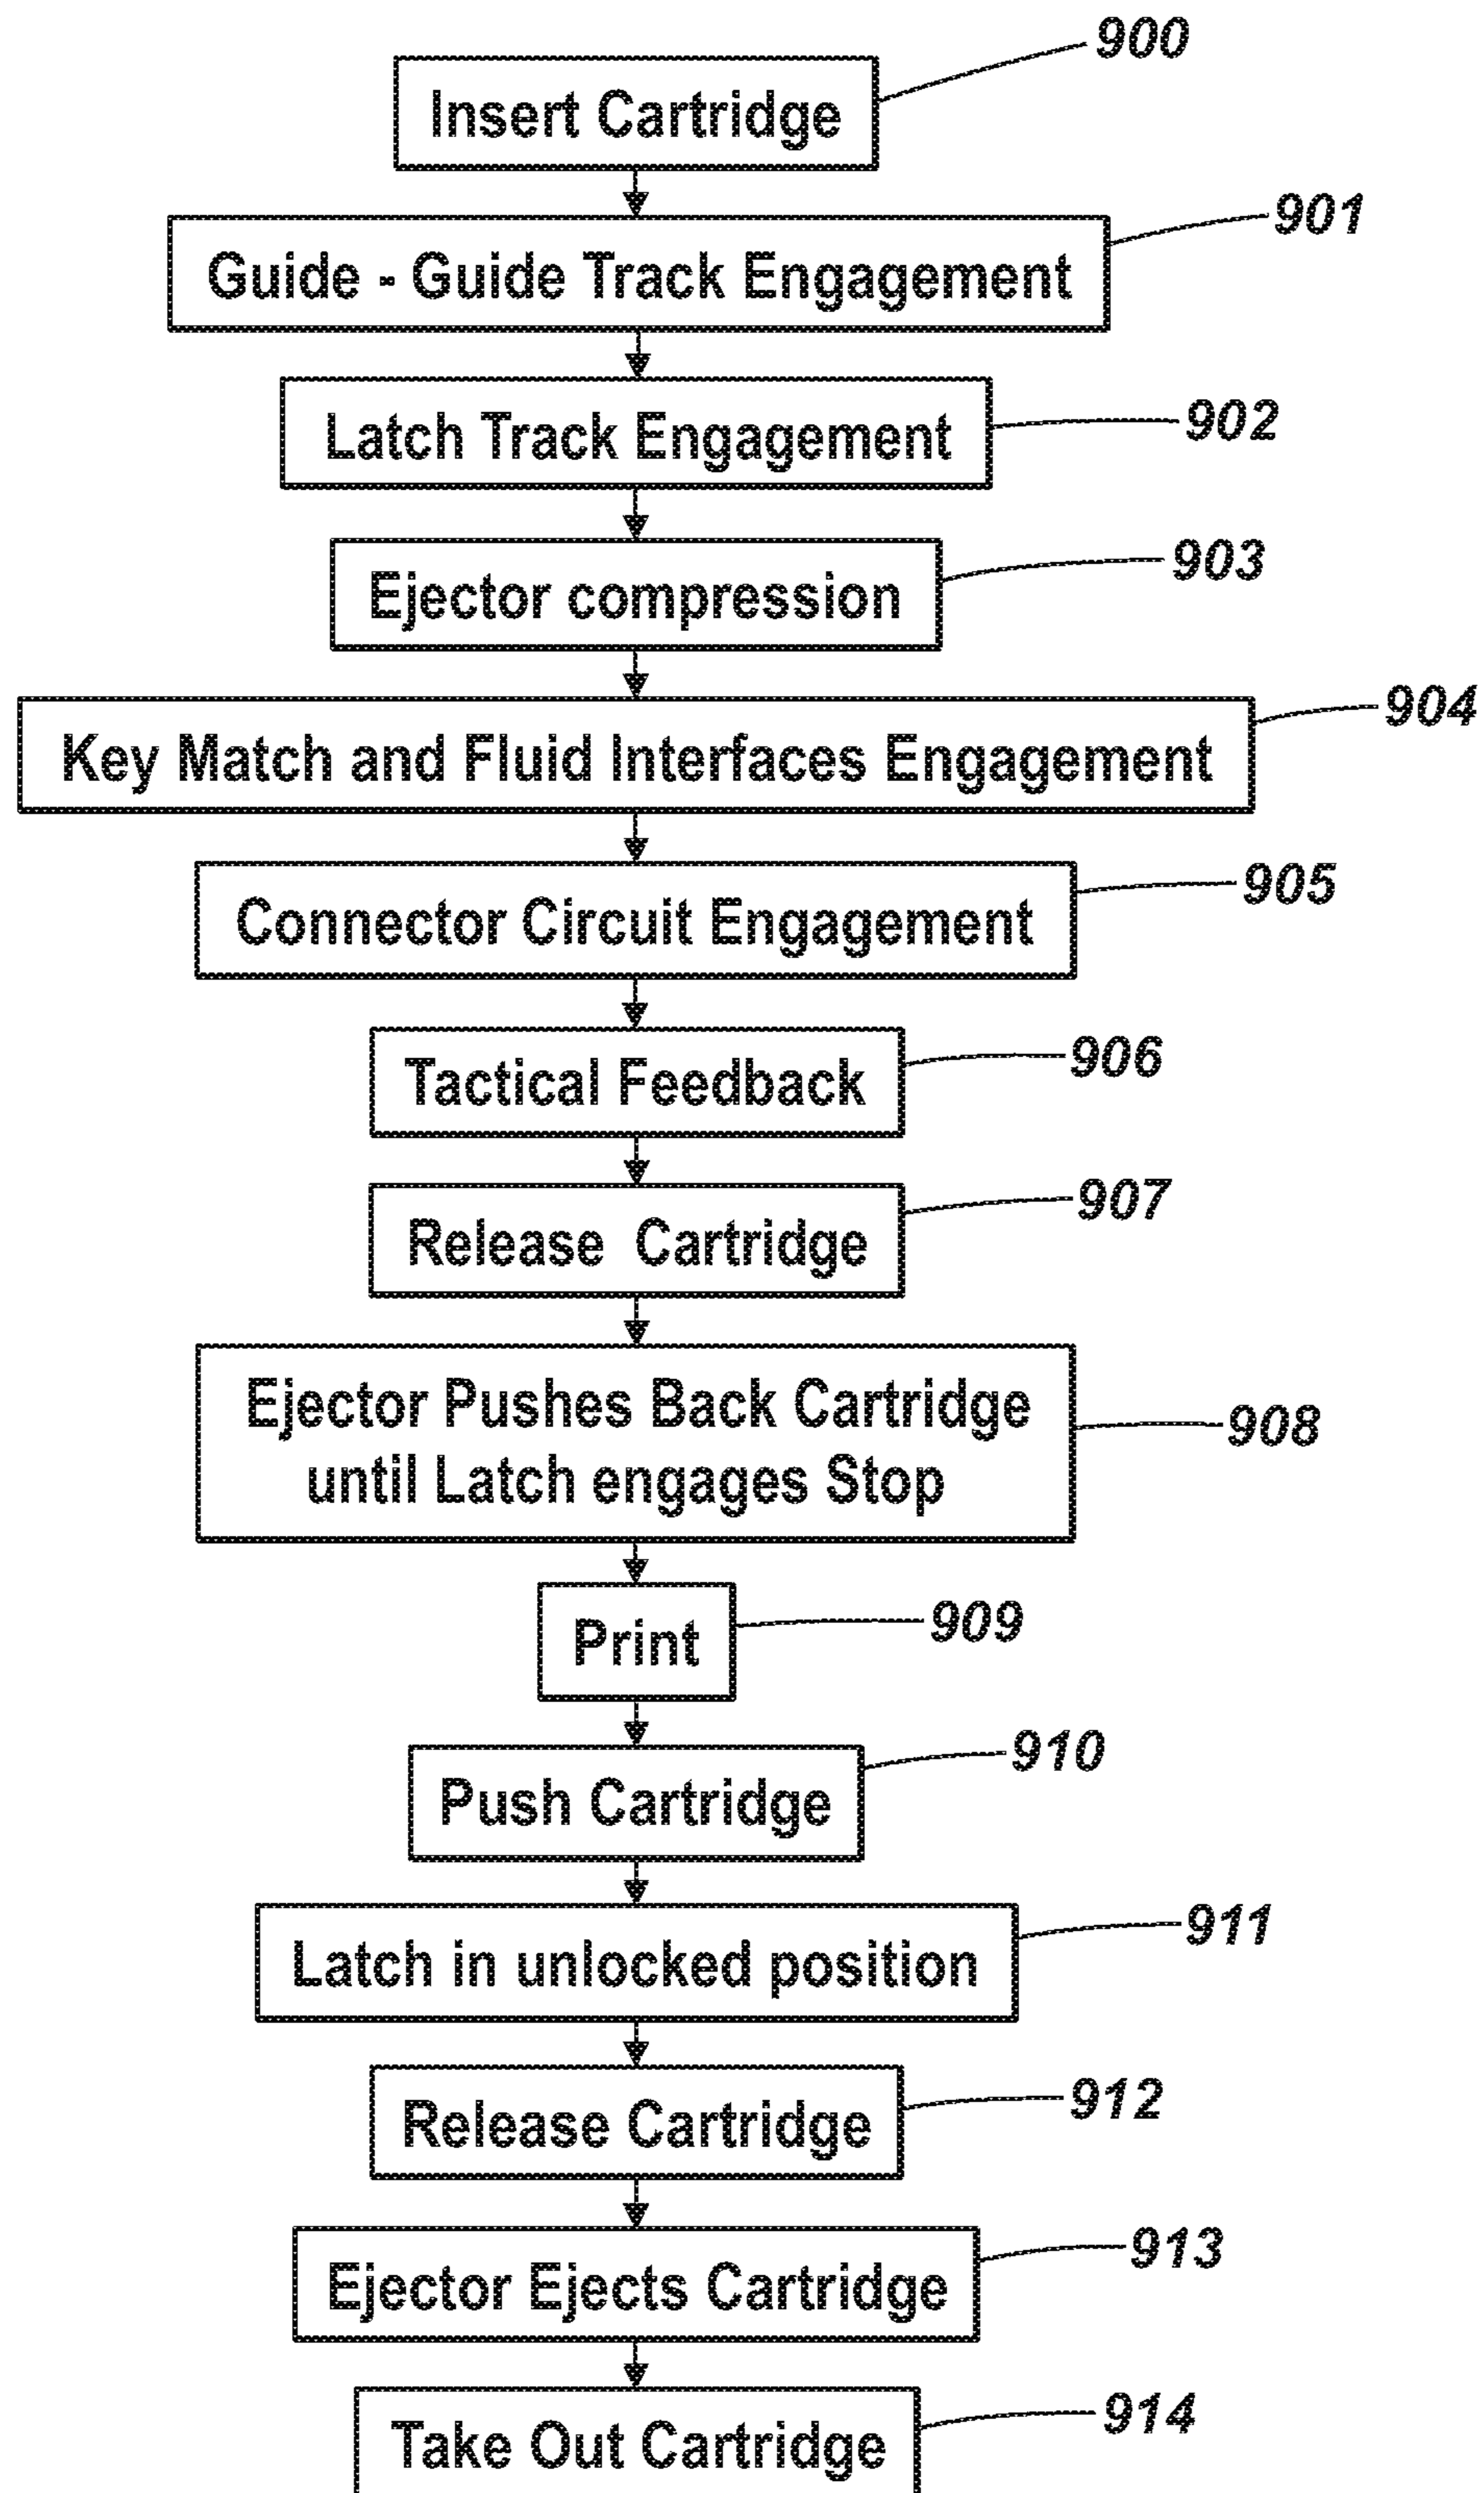 900
Insert Cartridge
901
Guide - Guide Track Engagement
902
Latch Track Engagement
903
Ejector compression
904
Key Match and Fluid Interfaces Engagement
905
Connector Circuit Engagement
906
Tactical Feedback
907
Release Cartridge
908
Ejector Pushes Back Cartridge
until Latch engages Stop
909
Print
910
Push Cartridge
911
Latch in unlocked position
912
Release Cartridge
913
Ejector Ejects Cartridge
914
Take Out Cartridge